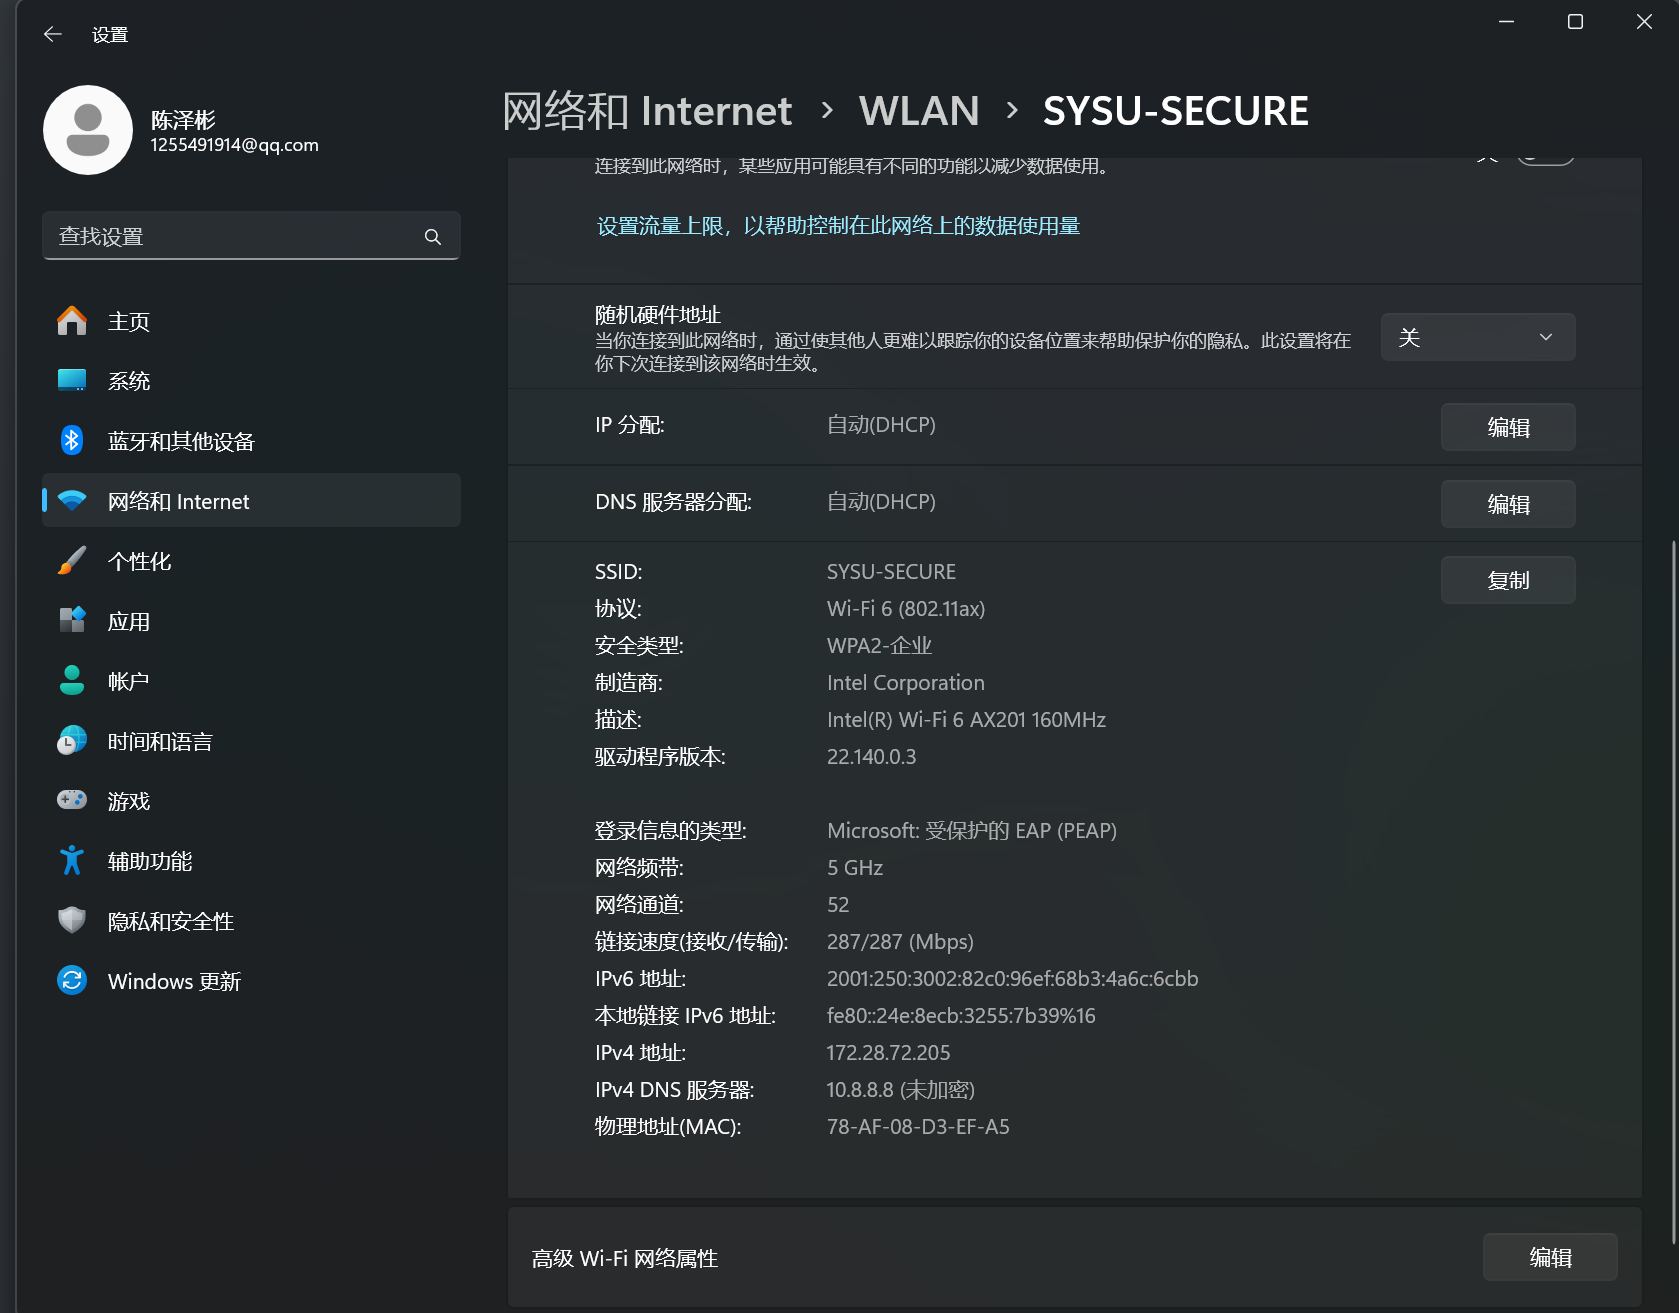 设置
陈泽彬
1255491914@qq.com
查找设置
主页
系统
蓝牙和其他设备
网络和 Internet
个性化
应用
帐户
时间和语言
游戏
辅助功能
隐私和安全性
Windows 更新
网络和 Internet › WLAN › SYSU-SECURE
连接到此网络时，某些应用可能具有不同的功能以减少数据使用。
设置流量上限，以帮助控制在此网络上的数据使用量
随机硬件地址
当你连接到此网络时，通过使其他人更难以跟踪你的设备位置来帮助保护你的隐私。此设置将在
你下次连接到该网络时生效。
关
IP 分配: 自动(DHCP) 编辑
DNS 服务器分配: 自动(DHCP) 编辑
SSID: SYSU-SECURE 复制
协议: Wi-Fi 6 (802.11ax)
安全类型: WPA2-企业
制造商: Intel Corporation
描述: Intel(R) Wi-Fi 6 AX201 160MHz
驱动程序版本: 22.140.0.3
登录信息的类型: Microsoft: 受保护的 EAP (PEAP)
网络频带: 5 GHz
网络通道: 52
链接速度(接收/传输): 287/287 (Mbps)
IPv6 地址: 2001:250:3002:82c0:96ef:68b3:4a6c:6cbb
本地链接 IPv6 地址: fe80::24e:8ecb:3255:7b39%16
IPv4 地址: 172.28.72.205
IPv4 DNS 服务器: 10.8.8.8 (未加密)
物理地址(MAC): 78-AF-08-D3-EF-A5
高级 Wi-Fi 网络属性 编辑